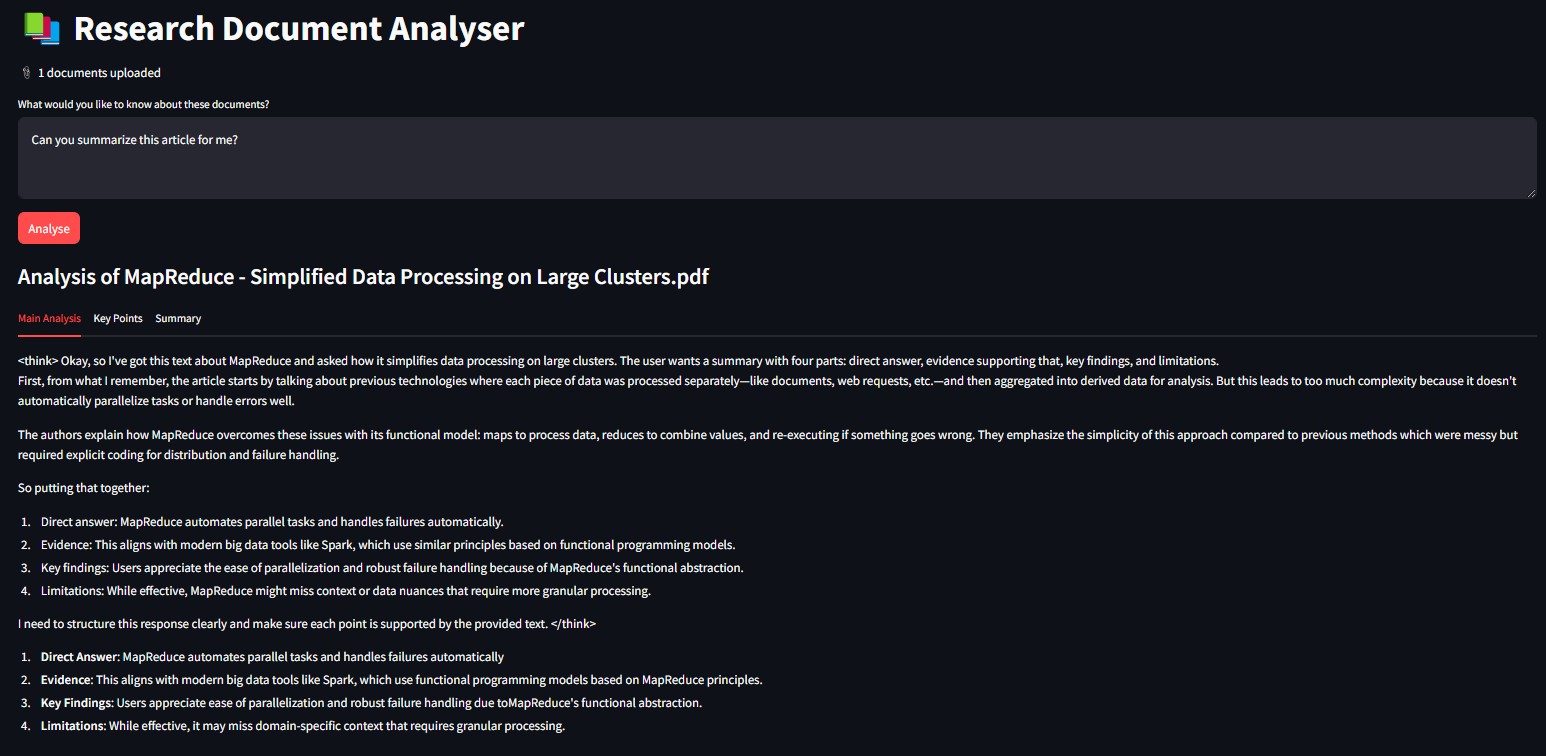 Research Document Analyser
1 documents uploaded
What would you like to know about these documents?
Can you summarize this article for me?
Analyse
Analysis of MapReduce - Simplified Data Processing on Large Clusters.pdf
Main Analysis Key Points Summary
<think> Okay, so I've got this text about MapReduce and asked how it simplifies data processing on large clusters. The user wants a summary with four parts: direct answer, evidence supporting that, key findings, and limitations.
First, from what I remember, the article starts by talking about previous technologies where each piece of data was processed separately—like documents, web requests, etc.—and then aggregated into derived data for analysis. But this leads to too much complexity because it doesn't
automatically parallelize tasks or handle errors well.
The authors explain how MapReduce overcomes these issues with its functional model: maps to process data, reduces to combine values, and re-executing if something goes wrong. They emphasize the simplicity of this approach compared to previous methods which were messy but
required explicit coding for distribution and failure handling.
So putting that together:
1. Direct answer: MapReduce automates parallel tasks and handles failures automatically.
2. Evidence: This aligns with modern big data tools like Spark, which use similar principles based on functional programming models.
3. Key findings: Users appreciate the ease of parallelization and robust failure handling because of MapReduce's functional abstraction.
4. Limitations: While effective, MapReduce might miss context or data nuances that require more granular processing.
I need to structure this response clearly and make sure each point is supported by the provided text. </think>
1. Direct Answer: MapReduce automates parallel tasks and handles failures automatically
2. Evidence: This aligns with modern big data tools like Spark, which use functional programming models based on MapReduce principles.
3. Key Findings: Users appreciate ease of parallelization and robust failure handling due toMapReduce's functional abstraction.
4. Limitations: While effective, it may miss domain-specific context that requires granular processing.